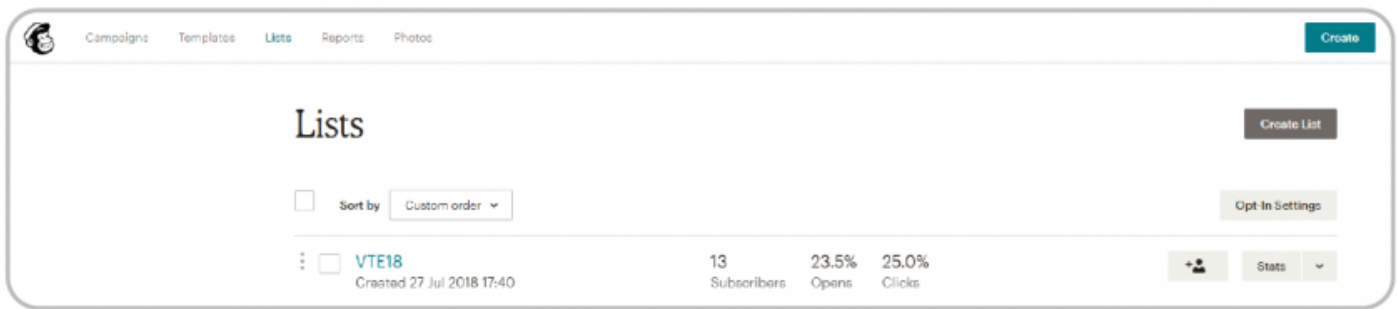 Campaigns Templates Lists Reports Photos Create
Lists
Create List
Sort by Custom order Opt-In Settings
VTE18 13 23.5% 25.0% Stats
Created 27 Jul 2018 17:40 Subscribers Opens Clicks